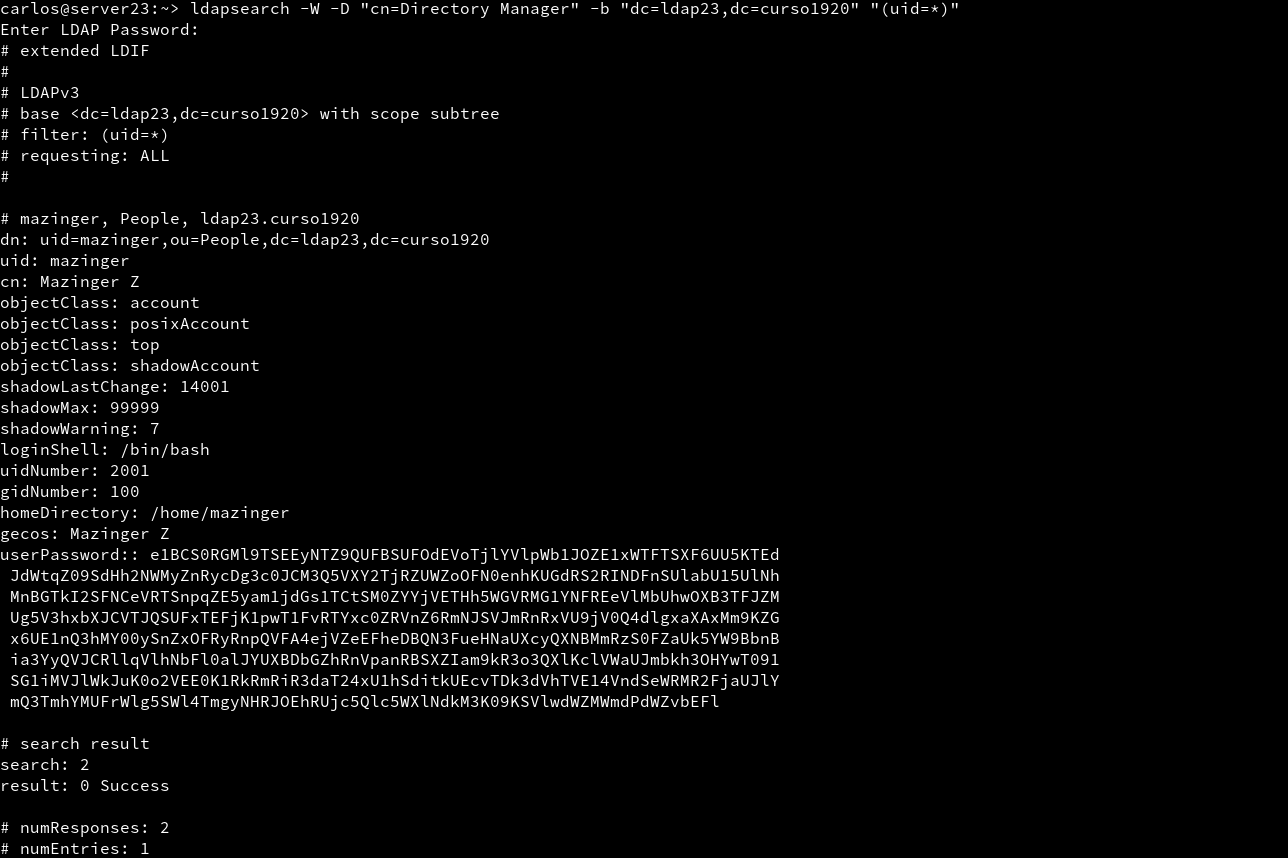 carlos@server23:~> ldapsearch -W -D "cn=Directory Manager" -b "dc=ldap23,dc=curso1920" "(uid=*)"
Enter LDAP Password:
# extended LDIF
#
# LDAPv3
# base <dc=ldap23,dc=curso1920> with scope subtree
# filter: (uid=*)
# requesting: ALL
#

# mazinger, People, ldap23.curso1920
dn: uid=mazinger,ou=People,dc=ldap23,dc=curso1920
uid: mazinger
cn: Mazinger Z
objectClass: account
objectClass: posixAccount
objectClass: top
objectClass: shadowAccount
shadowLastChange: 14001
shadowMax: 99999
shadowWarning: 7
loginShell: /bin/bash
uidNumber: 2001
gidNumber: 100
homeDirectory: /home/mazinger
gecos: Mazinger Z
userPassword:: e1BCS0RGMl9TSEEyNTZ9QUFBSUFOdEVoTjlYVlpWb1JOZE1xWTFTSXF6UU5KTEd
 JdWtqZ09SdHh2NWMyZnRycDg3c0JCM3Q5VXY2TjRZUWZoOFN0enhKUGdRS2RINDFnSUlabU15UlNh
 MnBGTkI2SFNCeVRTSnpqZE5yam1jdGs1TCtSM0ZYYjVETHh5WGVRMG1YNFREeVlMbUhwOXB3TFJZM
 Ug5V3hxbXJCVTJQSUFxTEFjK1pwT1FvRTYxc0ZRVnZ6RmNJSVJmRnRxVU9jV0Q4dlgxaXAxMm9KZG
 x6UE1nQ3hMY00ySnZxOFRyRnpQVFA4ejVZeEFheDBQN3FueHNaUXcyQXNBMmRzS0FZaUk5YW9BbnB
 ia3YyQVJCRllqVlhNbFl0alJYUXBDbGZhRnVpanRBSXZIam9kR3o3QXlKclVWaUJmbkh3OHYwT091
 SG1iMVJlWkJuK0o2VEE0K1RkRmRiR3daT24xU1hSditkUEcvTDk3dVhTVE14VndSeWRMR2FjaUJlY
 mQ3TmhYMUFrWlg5SWl4TmgyNHRJOEhRUjc5Qlc5WXlNdkM3K09KSVlwdWZMWmdPdWZvbEFl

# search result
search: 2
result: 0 Success

# numResponses: 2
# numEntries: 1